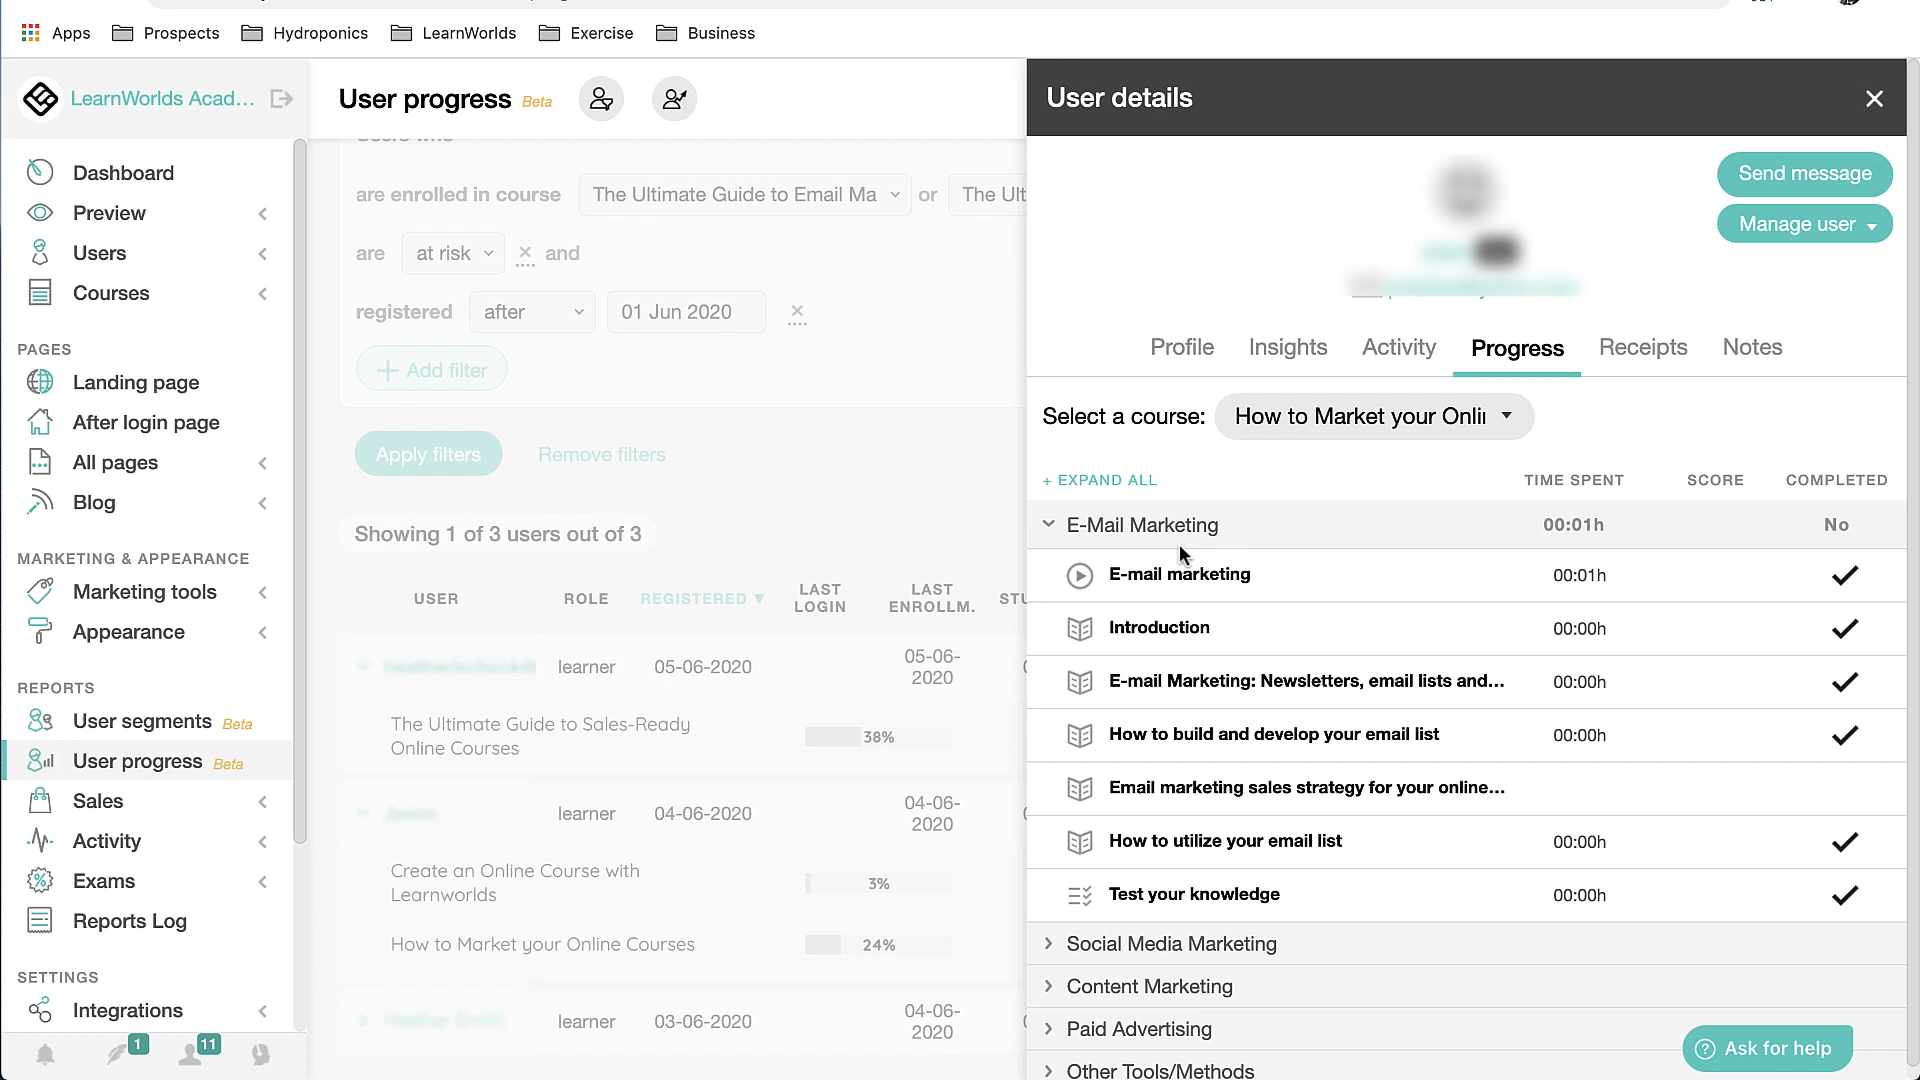 Apps Prospects Hydroponics LearnWorlds Exercise Business
LearnWorlds Acad...
Dashboard
Preview
Users
Courses
PAGES
Landing page
After login page
All pages
Blog
MARKETING & APPEARANCE
Marketing tools
Appearance
REPORTS
User segments Beta
User progress Beta
Sales
Activity
Exams
Reports Log
SETTINGS
Integrations
1
11
User progress Beta
Users who
are enrolled in course The Ultimate Guide to Email Ma or The Ult
are at risk and
registered after 01 Jun 2020
+ Add filter
Apply filters Remove filters
Showing 1 of 3 users out of 3
USER ROLE REGISTERED ▼ LAST LOGIN LAST ENROLLM. STU
learner 05-06-2020 05-06-2020
The Ultimate Guide to Sales-Ready
Online Courses
38%
Jason learner 04-06-2020 04-06-2020
Create an Online Course with
Learnworlds
3%
How to Market your Online Courses 24%
learner 03-06-2020 04-06-2020
User details
Send message
Manage user
Profile Insights Activity Progress Receipts Notes
Select a course: How to Market your Onli
+ EXPAND ALL TIME SPENT SCORE COMPLETED
E-Mail Marketing 00:01h No
E-mail marketing 00:01h
Introduction 00:00h
E-mail Marketing: Newsletters, email lists and... 00:00h
How to build and develop your email list 00:00h
Email marketing sales strategy for your online...
How to utilize your email list 00:00h
Test your knowledge 00:00h
Social Media Marketing
Content Marketing
Paid Advertising
Other Tools/Methods
Ask for help